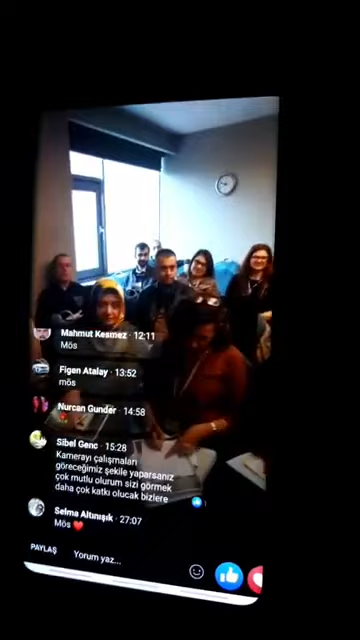 Mahmut Kesmez · 12:11
Mös
Figen Atalay · 13:52
mös
Nurcan Gunder · 14:58
Sibel Genc · 15:28
Kamerayı çalışmaları
göreceğimiz şekile yaparsanız
çok mutlu olurum sizi görmek
daha çok katkı olucak bizlere
Selma Altınışık · 27:07
Mös
PAYLAŞ
Yorum yaz...